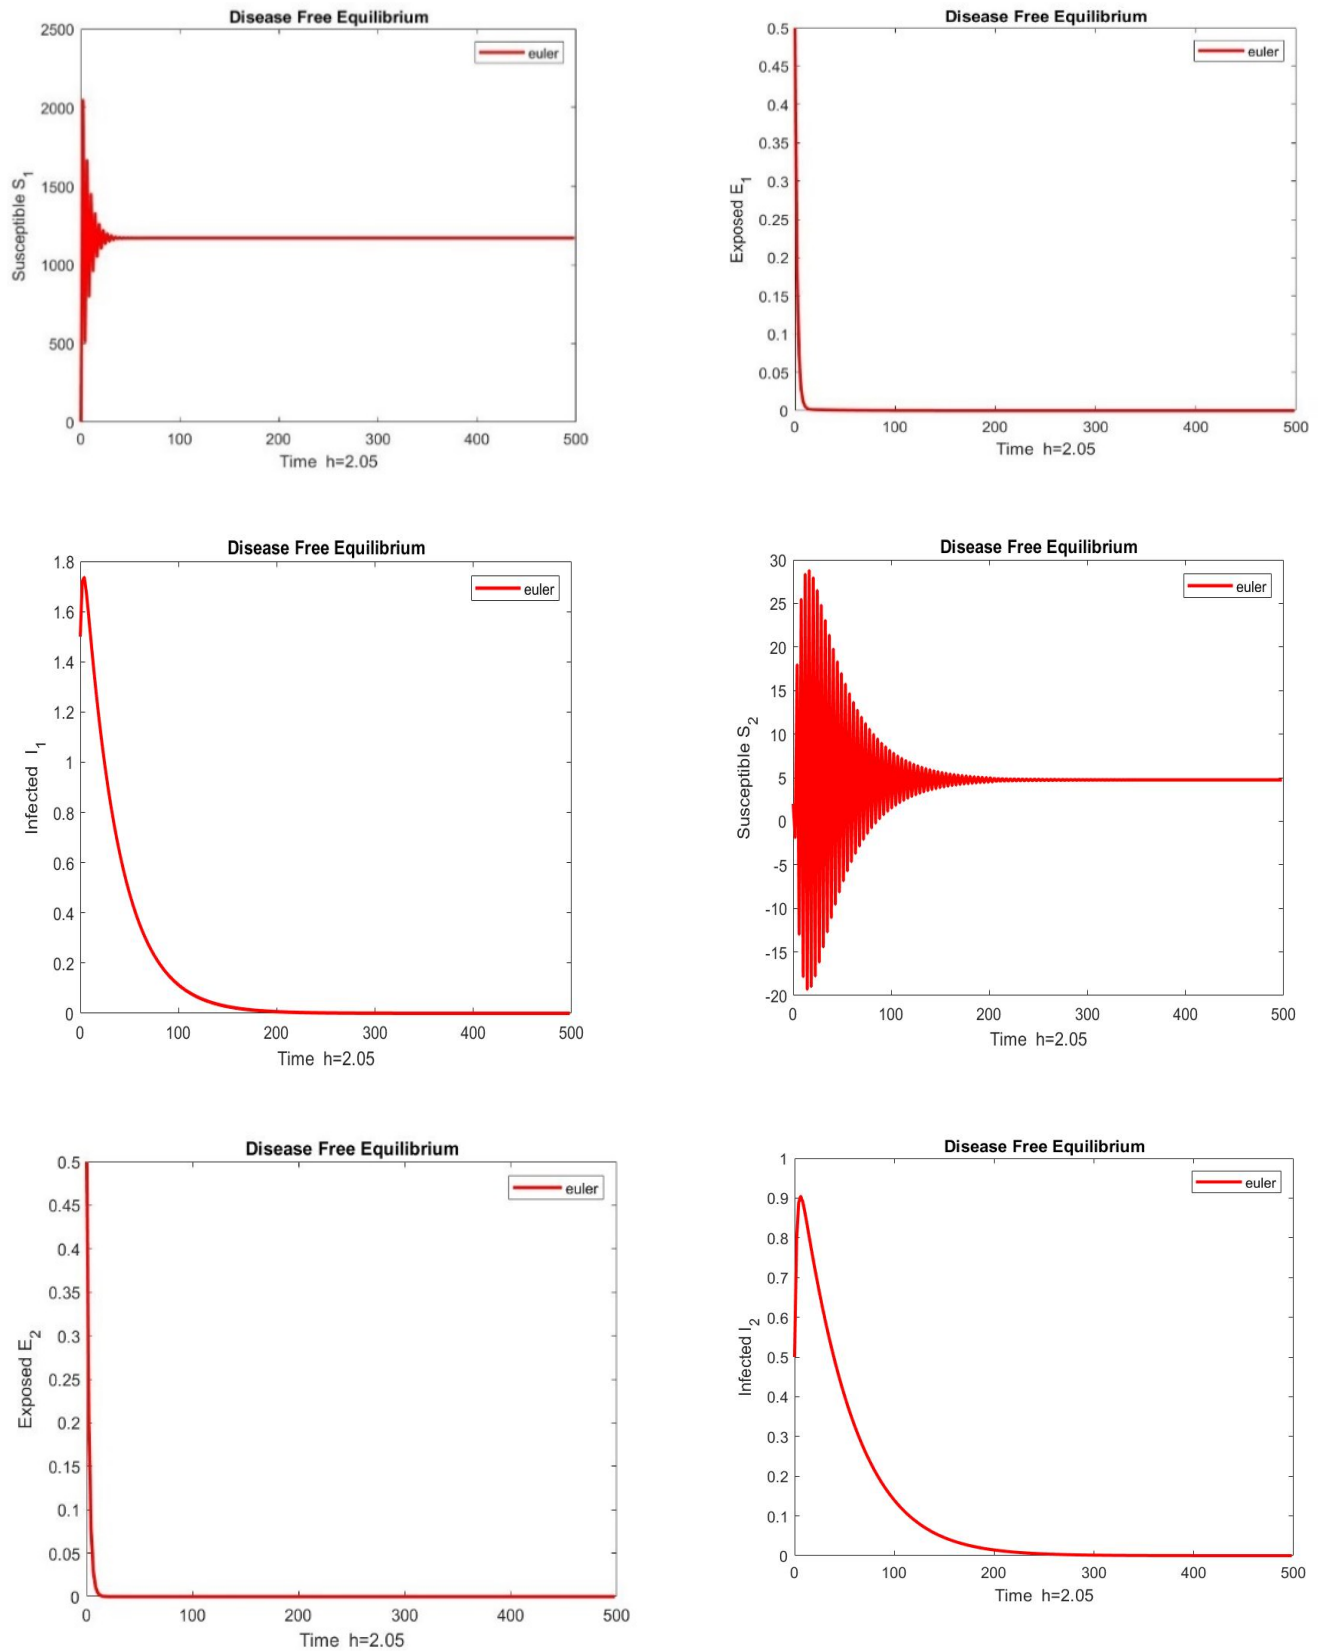 Disease Free Equilibrium
2500
2000
1500
1000
500
0
0 100 200 300 400 500
Susceptible S1
Time h=2.05
euler
Disease Free Equilibrium
0.5
0.45
0.4
0.35
0.3
0.25
0.2
0.15
0.1
0.05
0
0 100 200 300 400 500
Exposed E1
Time h=2.05
euler
Disease Free Equilibrium
1.8
1.6
1.4
1.2
1
0.8
0.6
0.4
0.2
0
0 100 200 300 400 500
Infected I1
Time h=2.05
euler
Disease Free Equilibrium
30
25
20
15
10
5
0
-5
-10
-15
-20
0 100 200 300 400 500
Susceptible S2
Time h=2.05
euler
Disease Free Equilibrium
0.5
0.45
0.4
0.35
0.3
0.25
0.2
0.15
0.1
0.05
0
0 100 200 300 400 500
Exposed E2
Time h=2.05
euler
Disease Free Equilibrium
1
0.9
0.8
0.7
0.6
0.5
0.4
0.3
0.2
0.1
0
0 100 200 300 400 500
Infected I2
Time h=2.05
euler